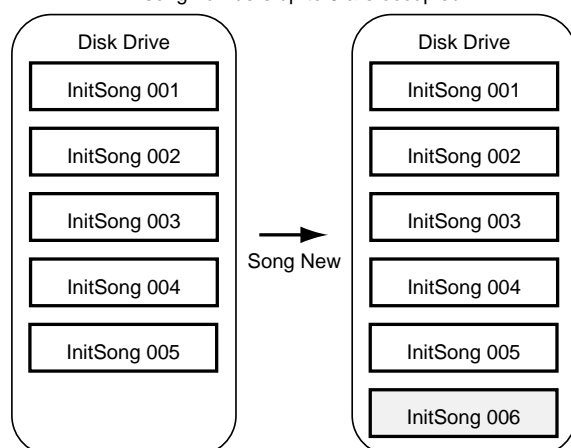 Disk Drive
InitSong 001
InitSong 002
InitSong 003
InitSong 004
InitSong 005
Song New
Disk Drive
InitSong 001
InitSong 002
InitSong 003
InitSong 004
InitSong 005
InitSong 006